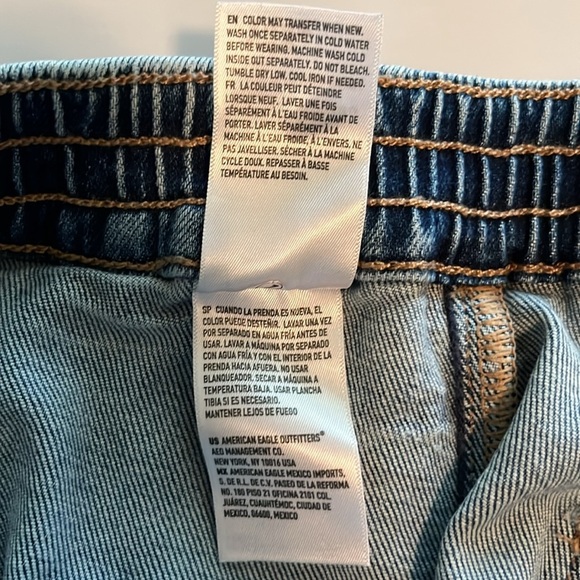 EN COLOR MAY TRANSFER WHEN NEW.
WASH ONCE SEPARATELY IN COLD WATER
BEFORE WEARING. MACHINE WASH COLD
INSIDE OUT SEPARATELY. DO NOT BLEACH.
TUMBLE DRY LOW. COOL IRON IF NEEDED.
FR LA COULEUR PEUT DÉTEINDRE
LORSQUE NEUF. LAVER UNE FOIS
SÉPARÉMENT À L'EAU FROIDE AVANT DE
PORTER. LAVER SÉPARÉMENT À LA
MACHINE À L'EAU FROIDE, À L'ENVERS. NE
PAS JAVELLISER. SÉCHER À LA MACHINE
CYCLE DOUX. REPASSER À BASSE
TEMPÉRATURE AU BESOIN.
SP CUANDO LA PRENDA ES NUEVA, EL
COLOR PUEDE DESTEÑIR. LAVAR UNA VEZ
POR SEPARADO EN AGUA FRÍA ANTES DE
USAR. LAVAR A MÁQUINA POR SEPARADO
CON AGUA FRÍA Y CON EL INTERIOR DE LA
PRENDA HACIA AFUERA. NO USAR
BLANQUEADOR. SECAR A MÁQUINA A
TEMPERATURA BAJA. USAR PLANCHA
TIBIA SI ES NECESARIO.
MANTENER LEJOS DE FUEGO
US AMERICAN EAGLE OUTFITTERS®
AEO MANAGEMENT CO.
NEW YORK, NY 10016 USA
MX AMERICAN EAGLE MEXICO IMPORTS,
S. DE R.L. DE C.V. PASEO DE LA REFORMA
NO. 180 PISO 21 OFICINA 2101 COL.
JUÁREZ, CUAUHTÉMOC, CIUDAD DE
MEXICO, 06600, MEXICO